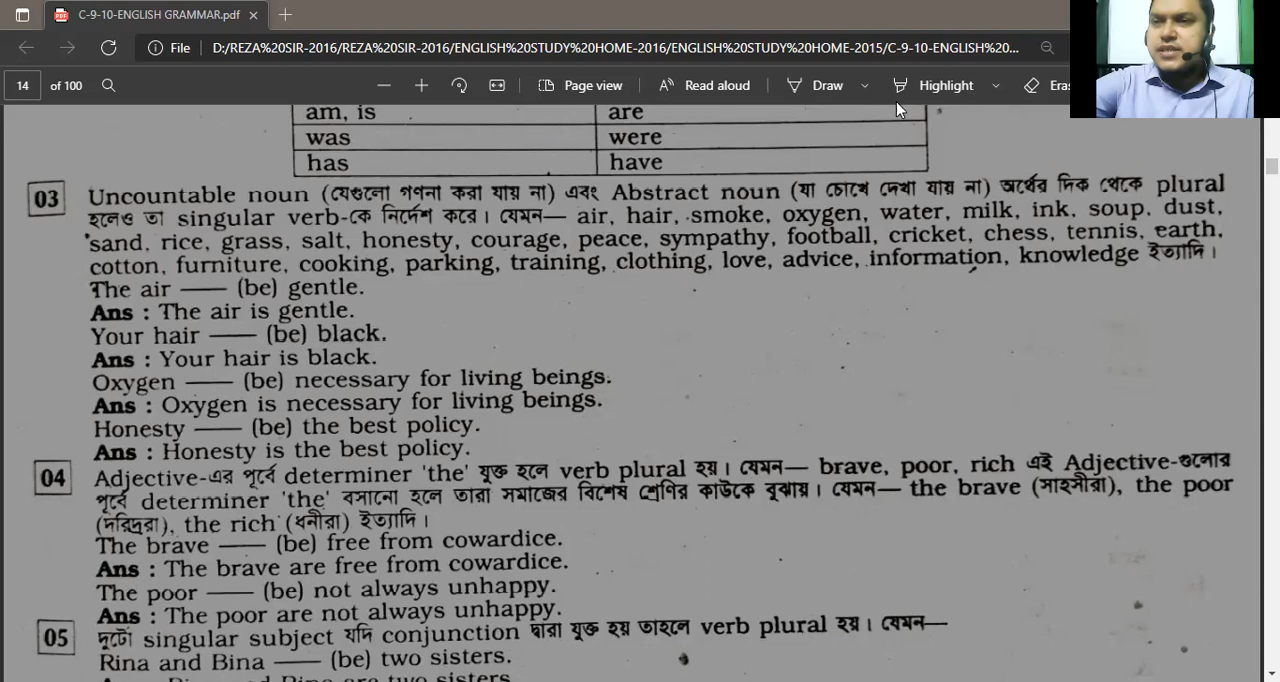 C-9-10-ENGLISH GRAMMAR.pdf
File D:/REZA%20SIR-2016/REZA%20SIR-2016/ENGLISH%20STUDY%20HOME-2016/ENGLISH%20STUDY%20HOME-2015/C-9-10-ENGLISH%20...
14 of 100 Page view Read aloud Draw Highlight Eras
am, is are
was were
has have
03 Uncountable noun (যেগুলো গণনা করা যায় না) এবং Abstract noun (যা চোখে দেখা যায় না) অর্থের দিক থেকে plural
হলেও তা singular verb-কে নির্দেশ করে। যেমন— air, hair, smoke, oxygen, water, milk, ink, soup, dust,
sand, rice, grass, salt, honesty, courage, peace, sympathy, football, cricket, chess, tennis, earth,
cotton, furniture, cooking, parking, training, clothing, love, advice, information, knowledge ইত্যাদি।
The air —— (be) gentle.
Ans : The air is gentle.
Your hair —— (be) black.
Ans : Your hair is black.
Oxygen —— (be) necessary for living beings.
Ans : Oxygen is necessary for living beings.
Honesty —— (be) the best policy.
Ans : Honesty is the best policy.
04 Adjective-এর পূর্বে determiner 'the' যুক্ত হলে verb plural হয়। যেমন— brave, poor, rich এই Adjective-গুলোর
পূর্বে determiner 'the' বসানো হলে তারা সমাজের বিশেষ শ্রেণির কাউকে বুঝায়। যেমন— the brave (সাহসীরা), the poor
(দরিদ্ররা), the rich (ধনীরা) ইত্যাদি।
The brave —— (be) free from cowardice.
Ans : The brave are free from cowardice.
The poor —— (be) not always unhappy.
Ans : The poor are not always unhappy.
05 দুটো singular subject যদি conjunction দ্বারা যুক্ত হয় তাহলে verb plural হয়। যেমন—
Rina and Bina —— (be) two sisters.
Ans : Rina and Bina are two sisters.